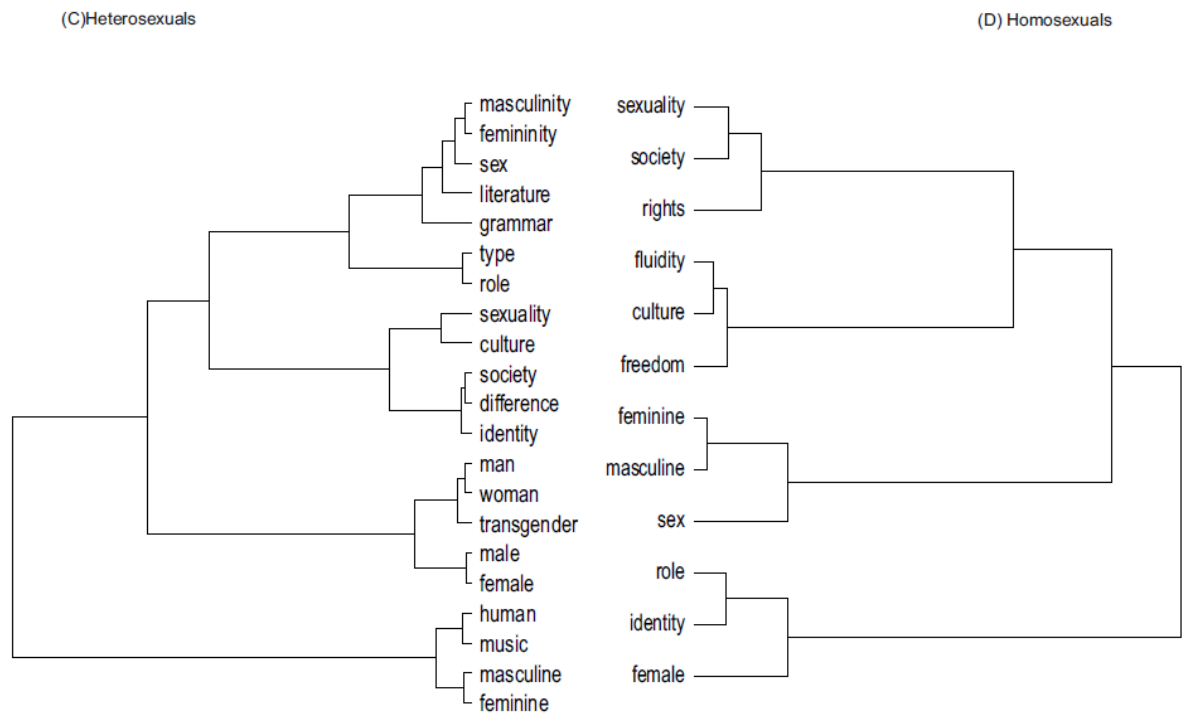 (C)Heterosexuals
(D) Homosexuals
masculinity
femininity
sex
literature
grammar
type
role
sexuality
culture
society
difference
identity
man
woman
transgender
male
female
human
music
masculine
feminine
sexuality
society
rights
fluidity
culture
freedom
feminine
masculine
sex
role
identity
female